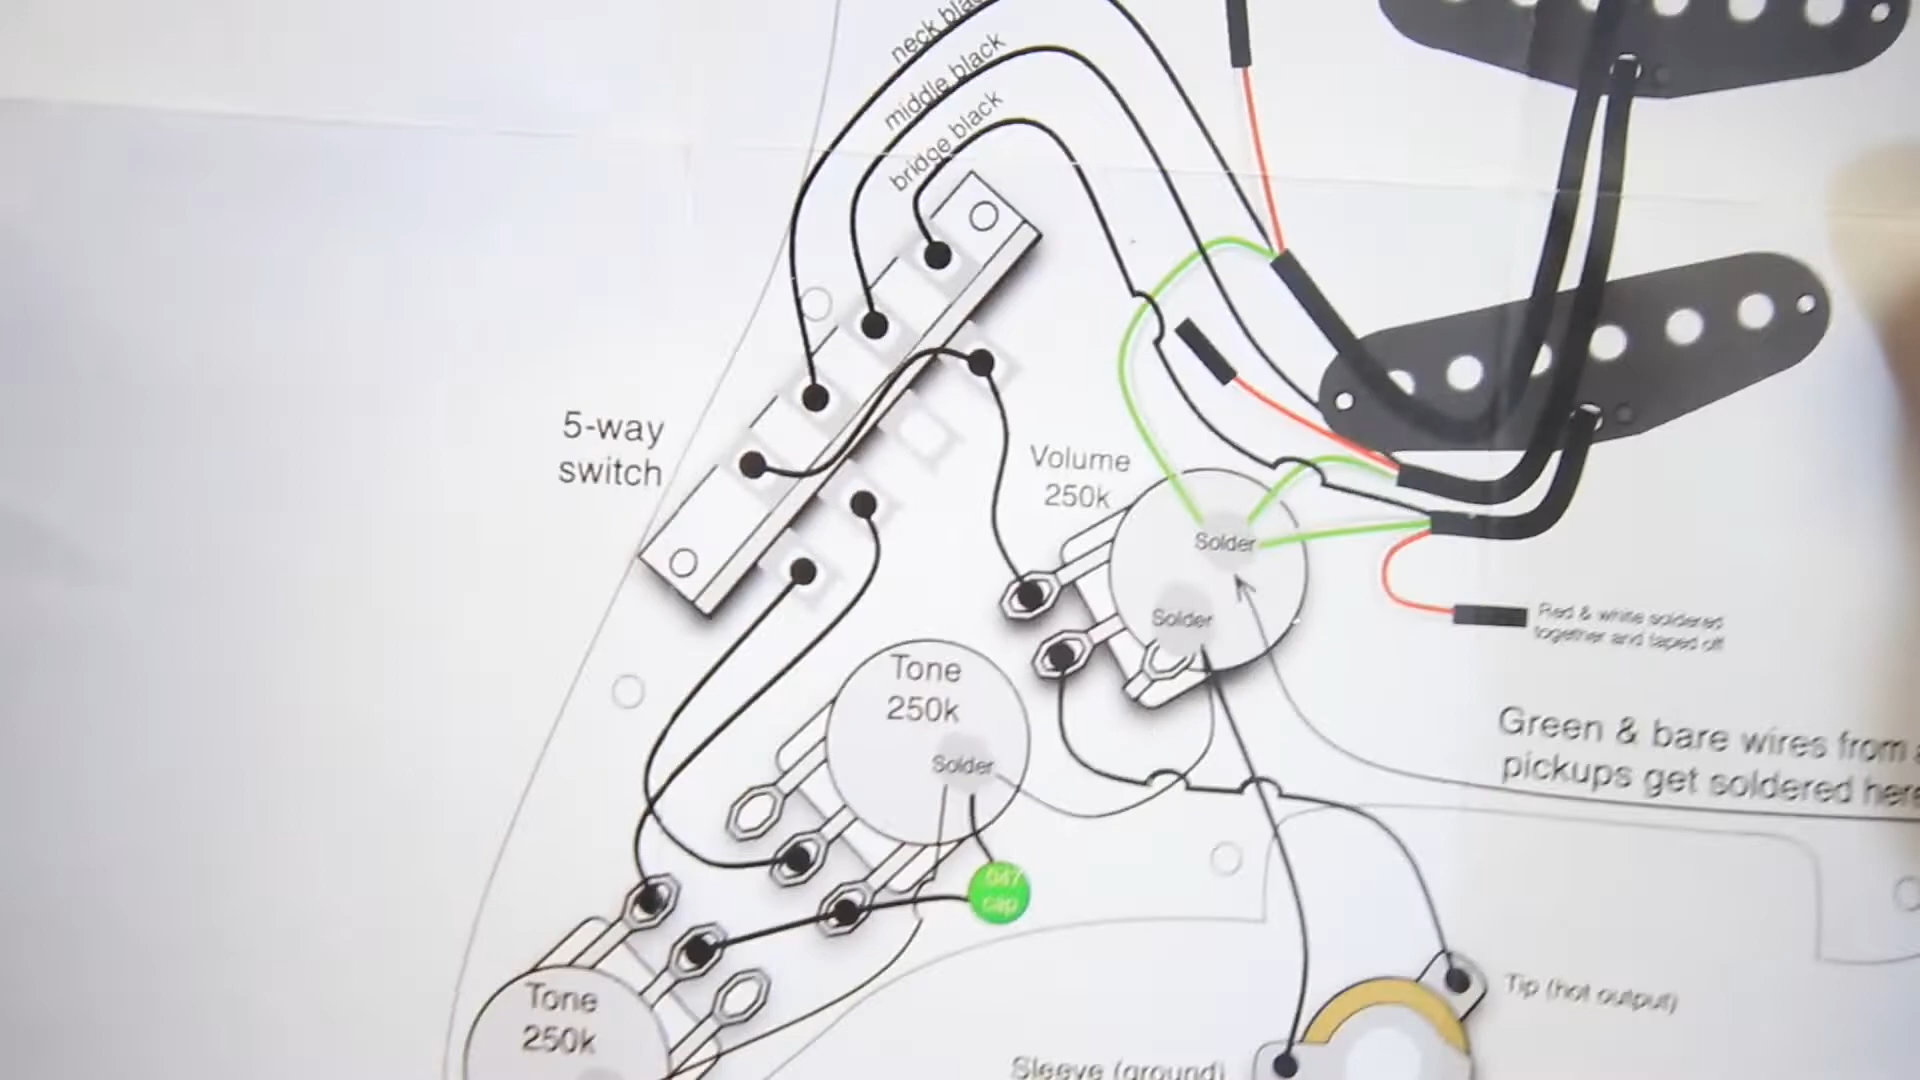 neck black
middle black
bridge black
5-way
switch
Volume
250k
Solder
Solder
Red & white soldered
together and taped off
Tone
250k
Solder
Green & bare wires from
pickups get soldered here
.047
cap
Tip (hot output)
Tone
250k
Sleeve (ground)